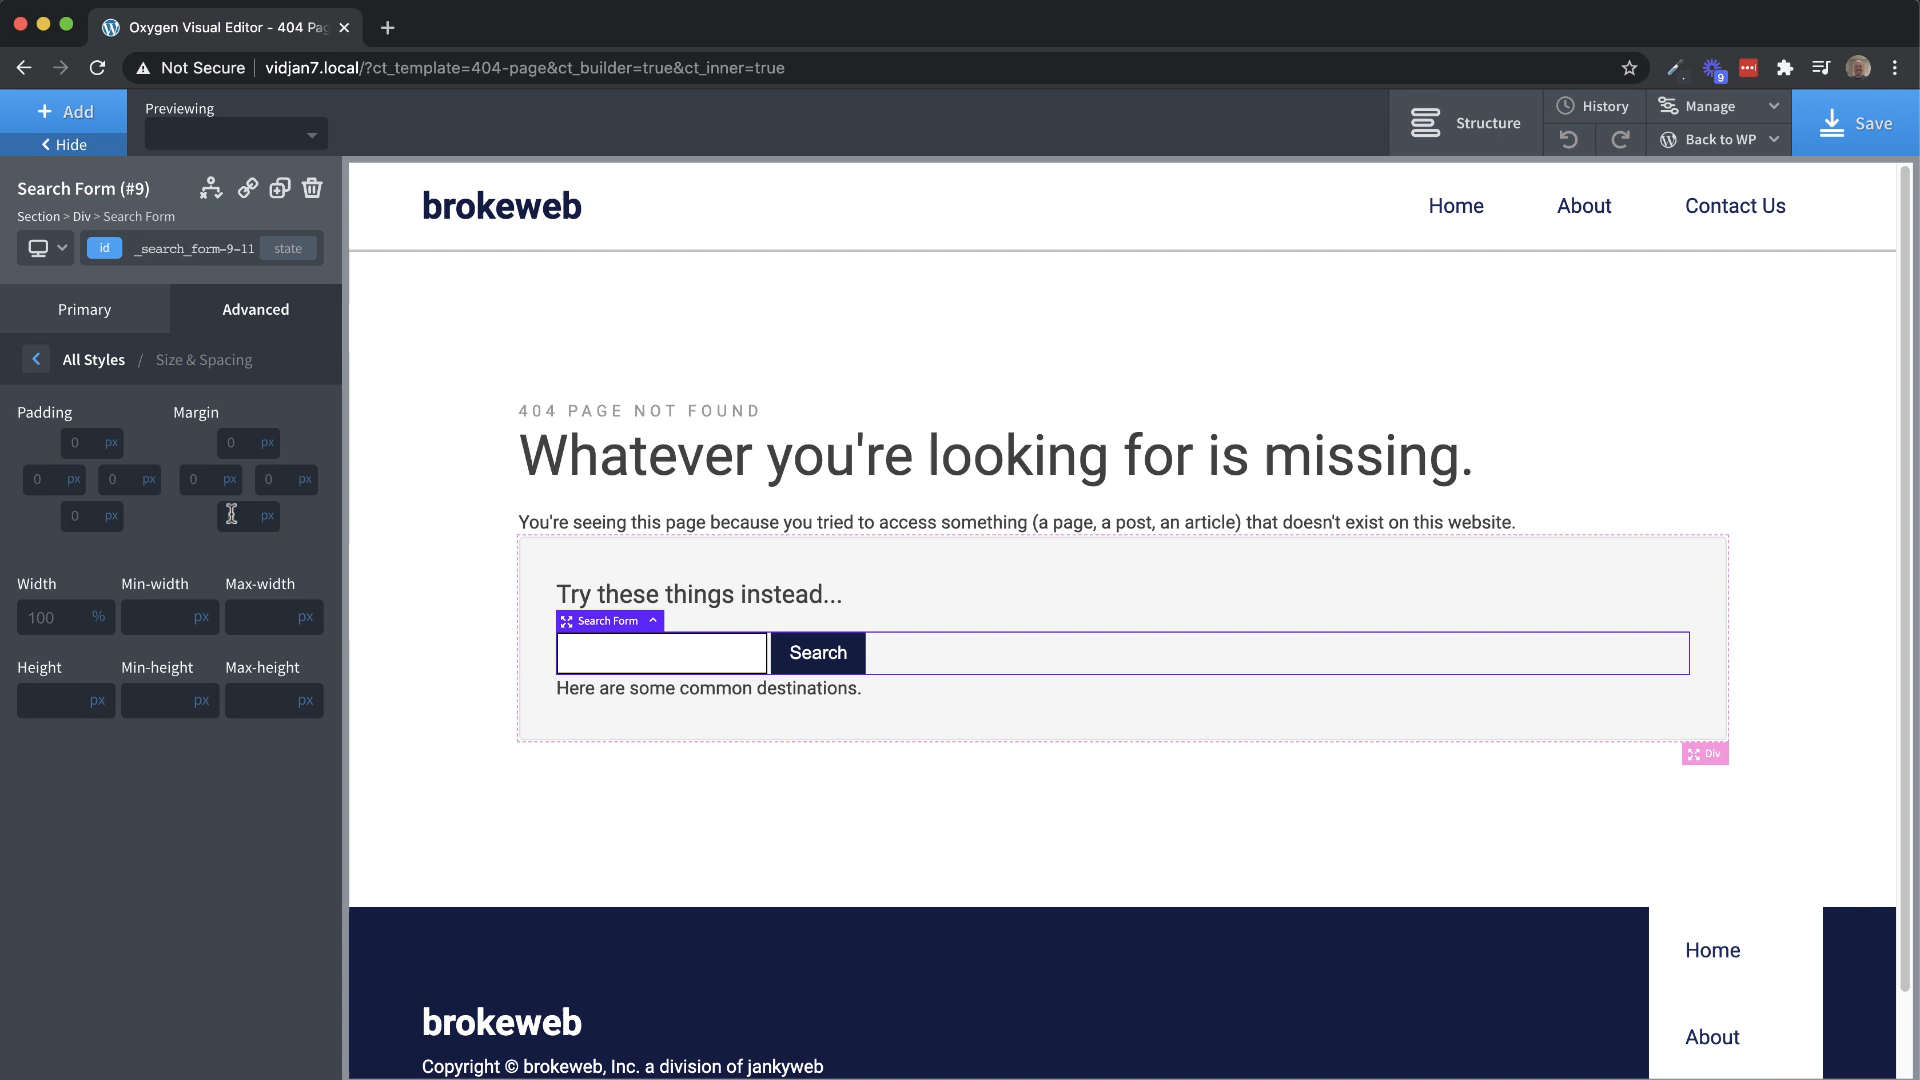 Oxygen Visual Editor - 404 Pag
Not Secure
vidjan7.local/?ct_template=404-page&ct_builder=true&ct_inner=true
9
+ Add
Hide
Previewing
Structure
History
Manage
Back to WP
Save
Search Form (#9)
Section > Div > Search Form
id
_search_form-9-11
state
Primary
Advanced
All Styles / Size & Spacing
Padding
Margin
0 px
0 px
0 px
0 px
0 px
0 px
0 px
px
Width
Min-width
Max-width
100 %
px
px
Height
Min-height
Max-height
px
px
px
brokeweb
Home
About
Contact Us
404 PAGE NOT FOUND
Whatever you're looking for is missing.
You're seeing this page because you tried to access something (a page, a post, an article) that doesn't exist on this website.
Try these things instead...
Search Form
Search
Here are some common destinations.
Div
brokeweb
Copyright © brokeweb, Inc. a division of jankyweb
Home
About